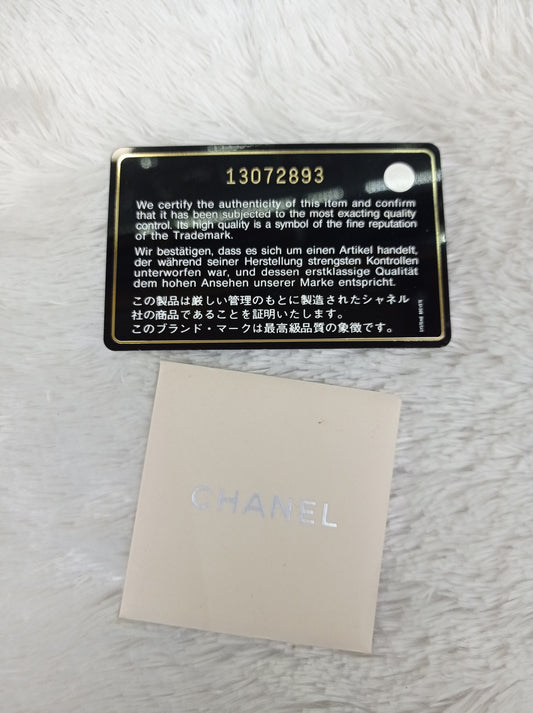 13072893
We certify the authenticity of this item and confirm
that it has been subjected to the most exacting quality
control. Its high quality is a symbol of the fine reputation
of the Trademark.
Wir bestätigen, dass es sich um einen Artikel handelt,
der während seiner Herstellung strengsten Kontrollen
unterworfen war, und dessen erstklassige Qualität
dem hohen Ansehen unserer Marke entspricht.
この製品は厳しい管理のもとに製造されたシャネル
社の商品であることを証明いたします。
このブランド・マークは最高級品質の象徴です。
CHANEL